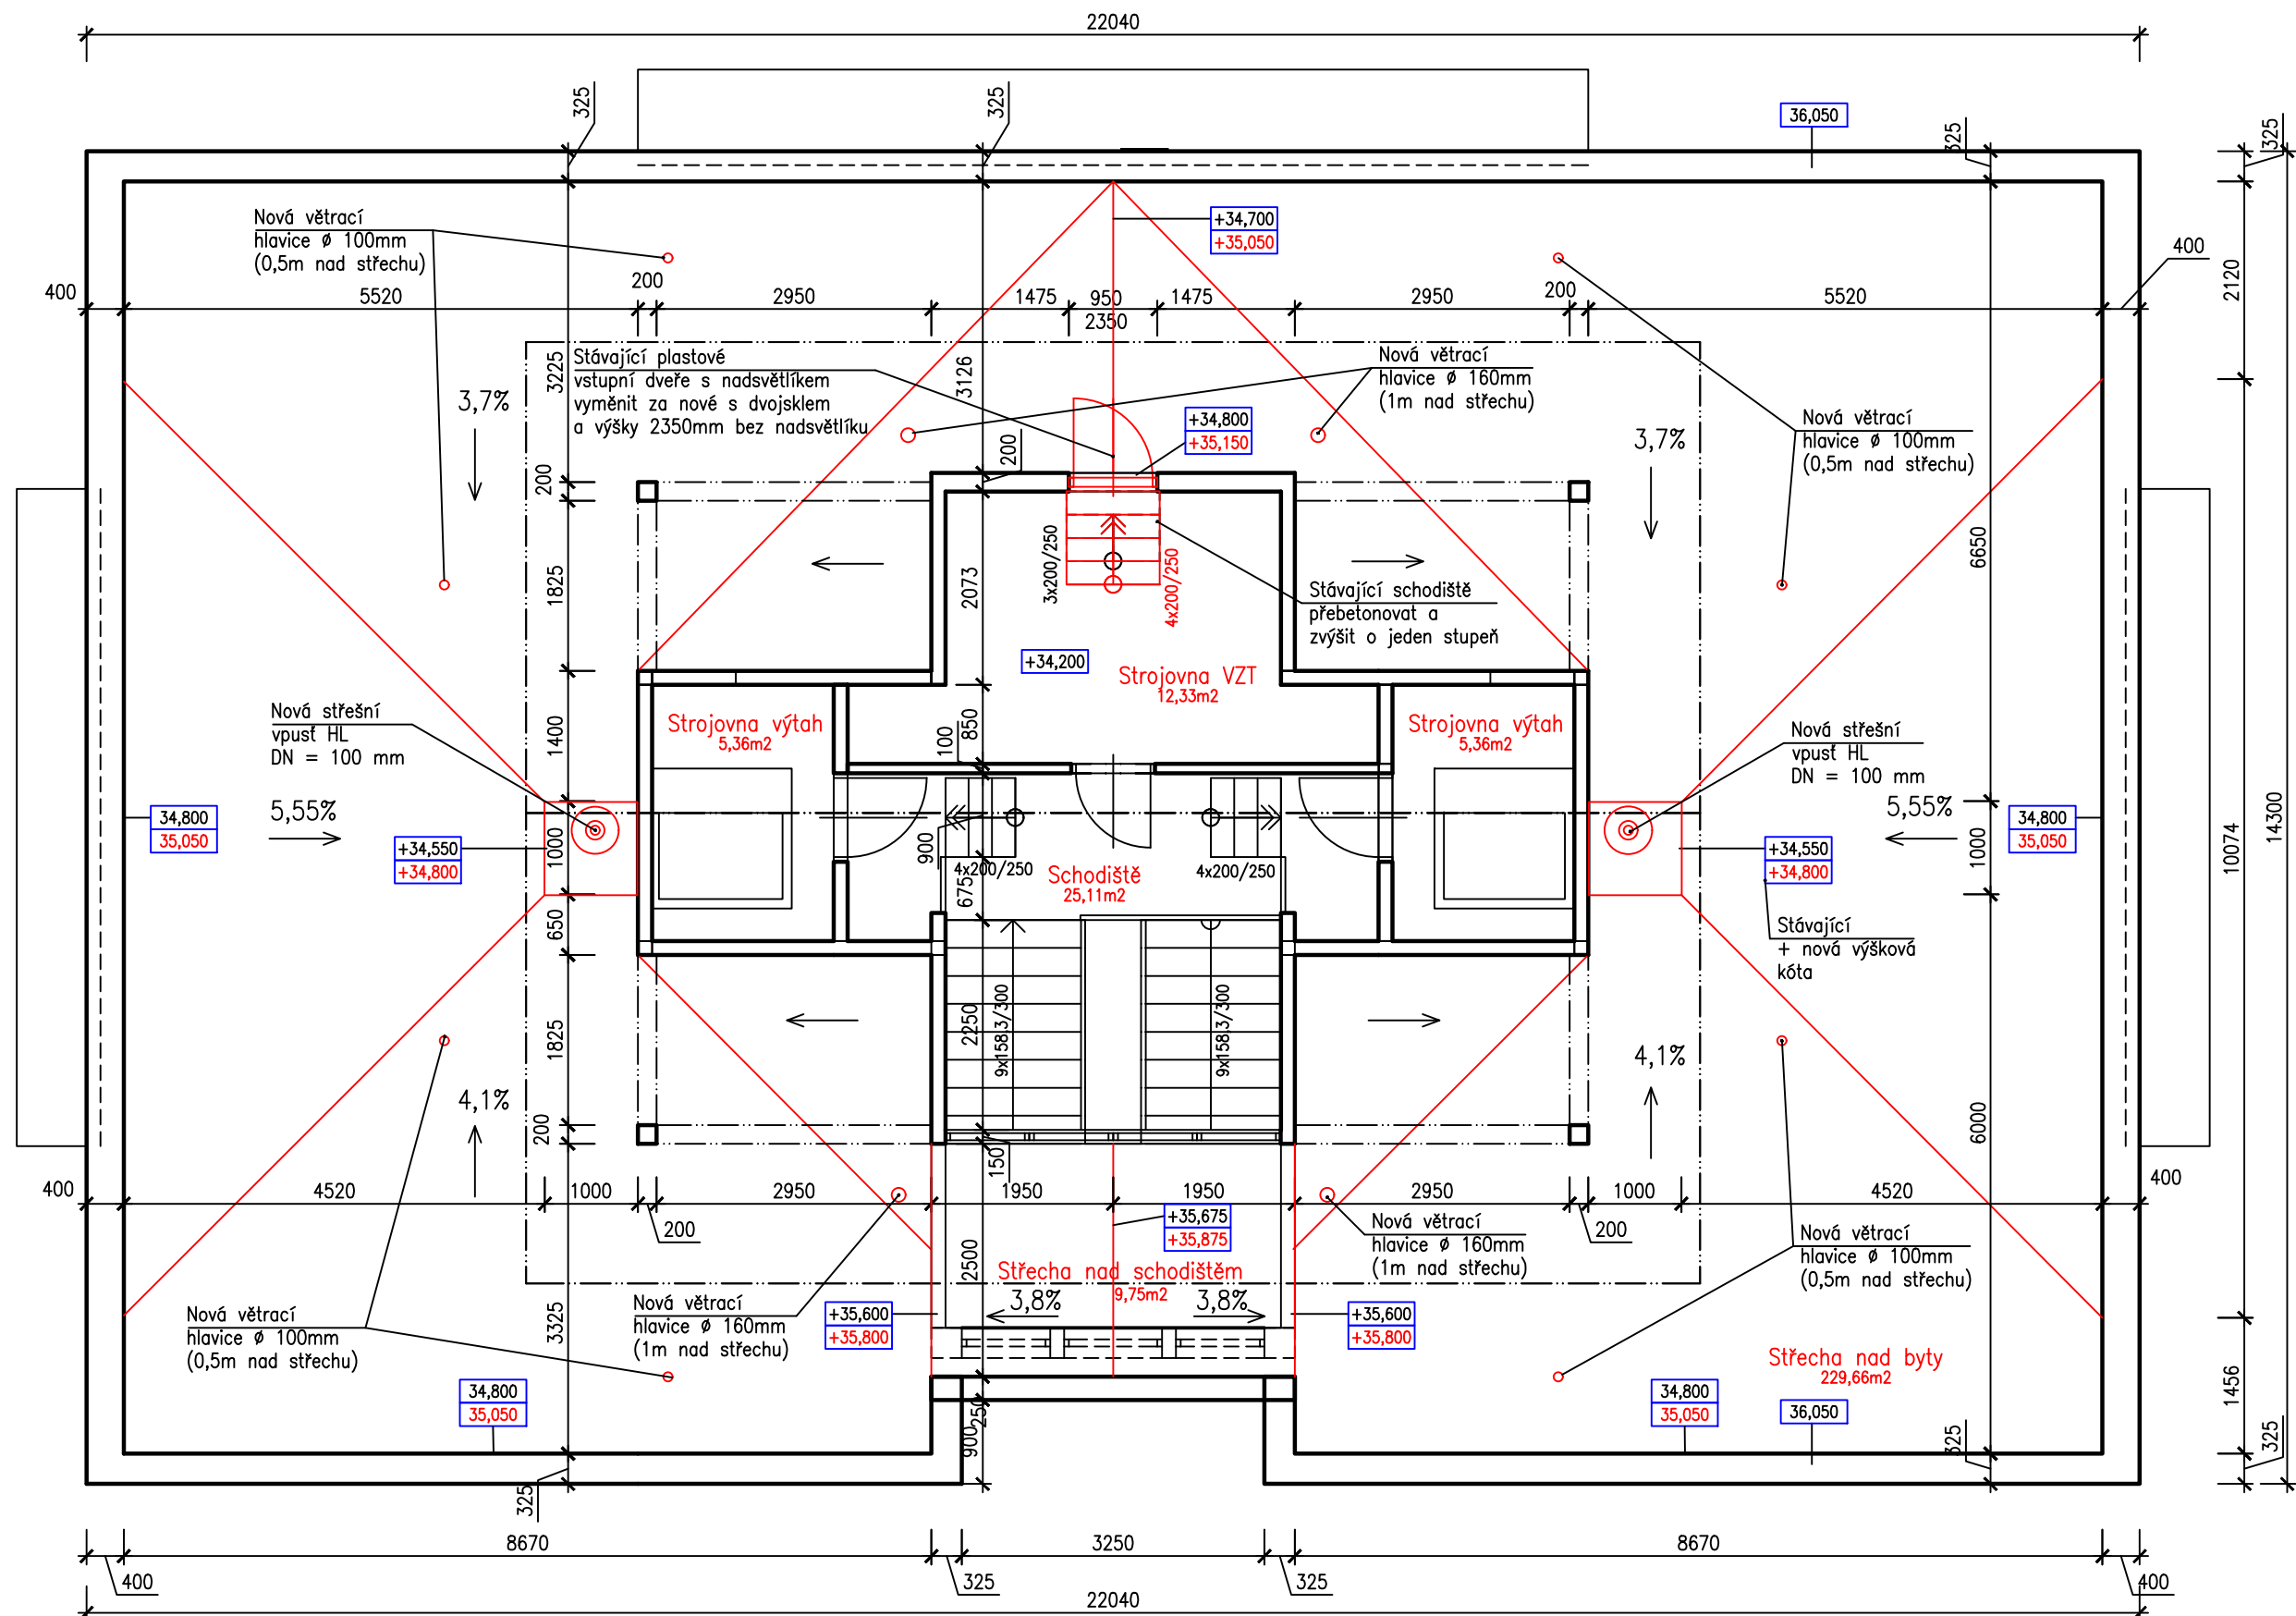 22040
325
325
36,050
325
325
Nová větrací
hlavice ø 100mm
(0,5m nad střechu)
+34,700
+35,050
400
2120
400
5520
200
2950
1475
950
1475
2950
200
5520
2350
3225
Stávající plastové
vstupní dveře s nadsvětlíkem
vyměnit za nové s dvojsklem
a výšky 2350mm bez nadsvětlíku
3126
Nová větrací
hlavice ø 160mm
(1m nad střechu)
3,7%
+34,800
+35,150
3,7%
Nová větrací
hlavice ø 100mm
(0,5m nad střechu)
200
200
6650
1825
2073
3x200/250
4x200/250
Stávající schodiště
přebetonovat a
zvýšit o jeden stupeň
14300
10074
+34,200
Strojovna VZT
12,33m2
Nová střešní
vpusť HL
DN = 100 mm
1400
Strojovna výtah
5,36m2
100
850
Strojovna výtah
5,36m2
Nová střešní
vpusť HL
DN = 100 mm
34,800
35,050
5,55%
+34,550
+34,800
1000
900
4x200/250
675
Schodiště
25,11m2
4x200/250
5,55%
34,800
35,050
+34,550
+34,800
1000
650
Stávající
+ nová výšková
kóta
1825
2250
9x158,3/300
9x158,3/300
4,1%
4,1%
200
6000
150
400
4520
1000
2950
1950
1950
2950
1000
4520
400
200
200
+35,675
+35,875
Nová větrací
hlavice ø 160mm
(1m nad střechu)
Nová větrací
hlavice ø 100mm
(0,5m nad střechu)
2500
Střecha nad schodištěm
9,75m2
3,8%
3,8%
Nová větrací
hlavice ø 100mm
(0,5m nad střechu)
3325
Nová větrací
hlavice ø 160mm
(1m nad střechu)
+35,600
+35,800
+35,600
+35,800
Střecha nad byty
229,66m2
34,800
35,050
34,800
35,050
36,050
1456
250
900
325
325
325
8670
3250
8670
400
325
325
400
22040